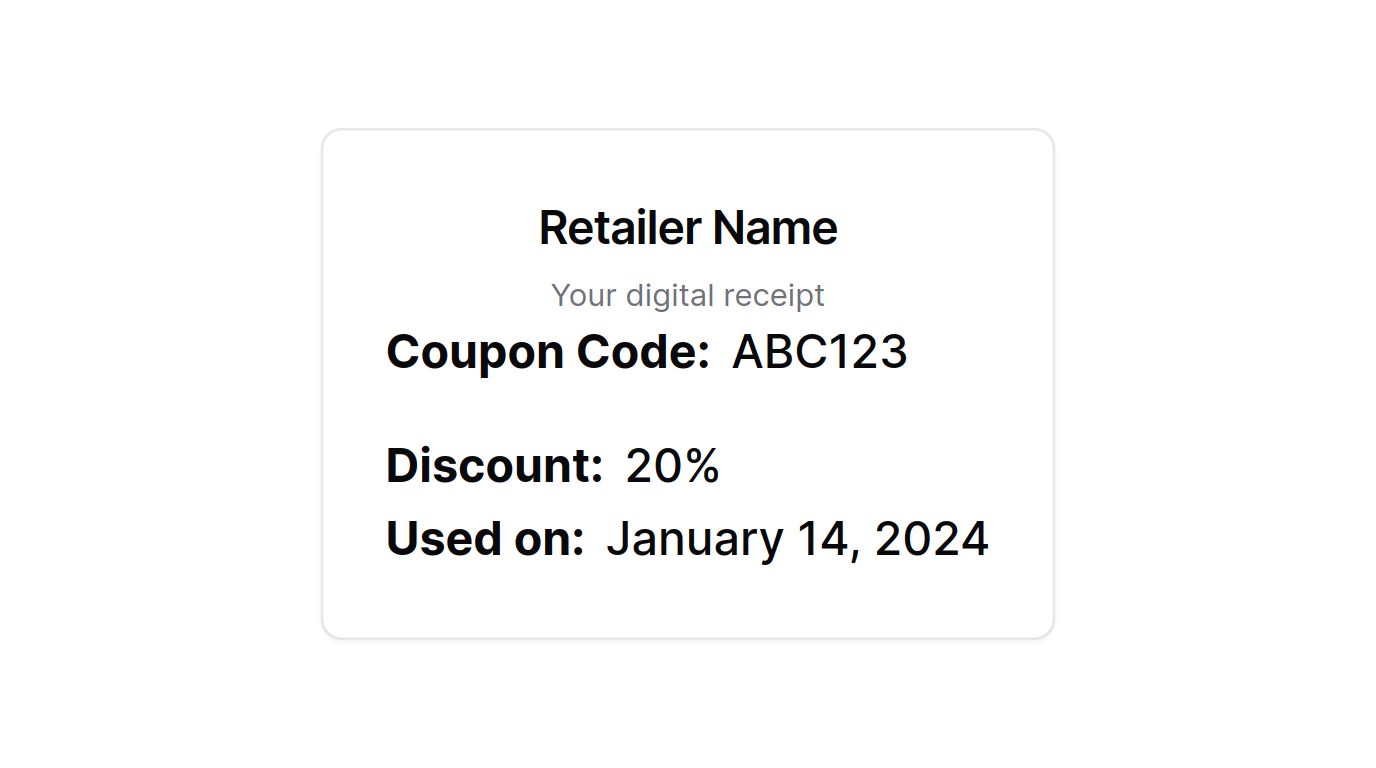 Retailer Name
Your digital receipt
Coupon Code: ABC123
Discount: 20%
Used on: January 14, 2024